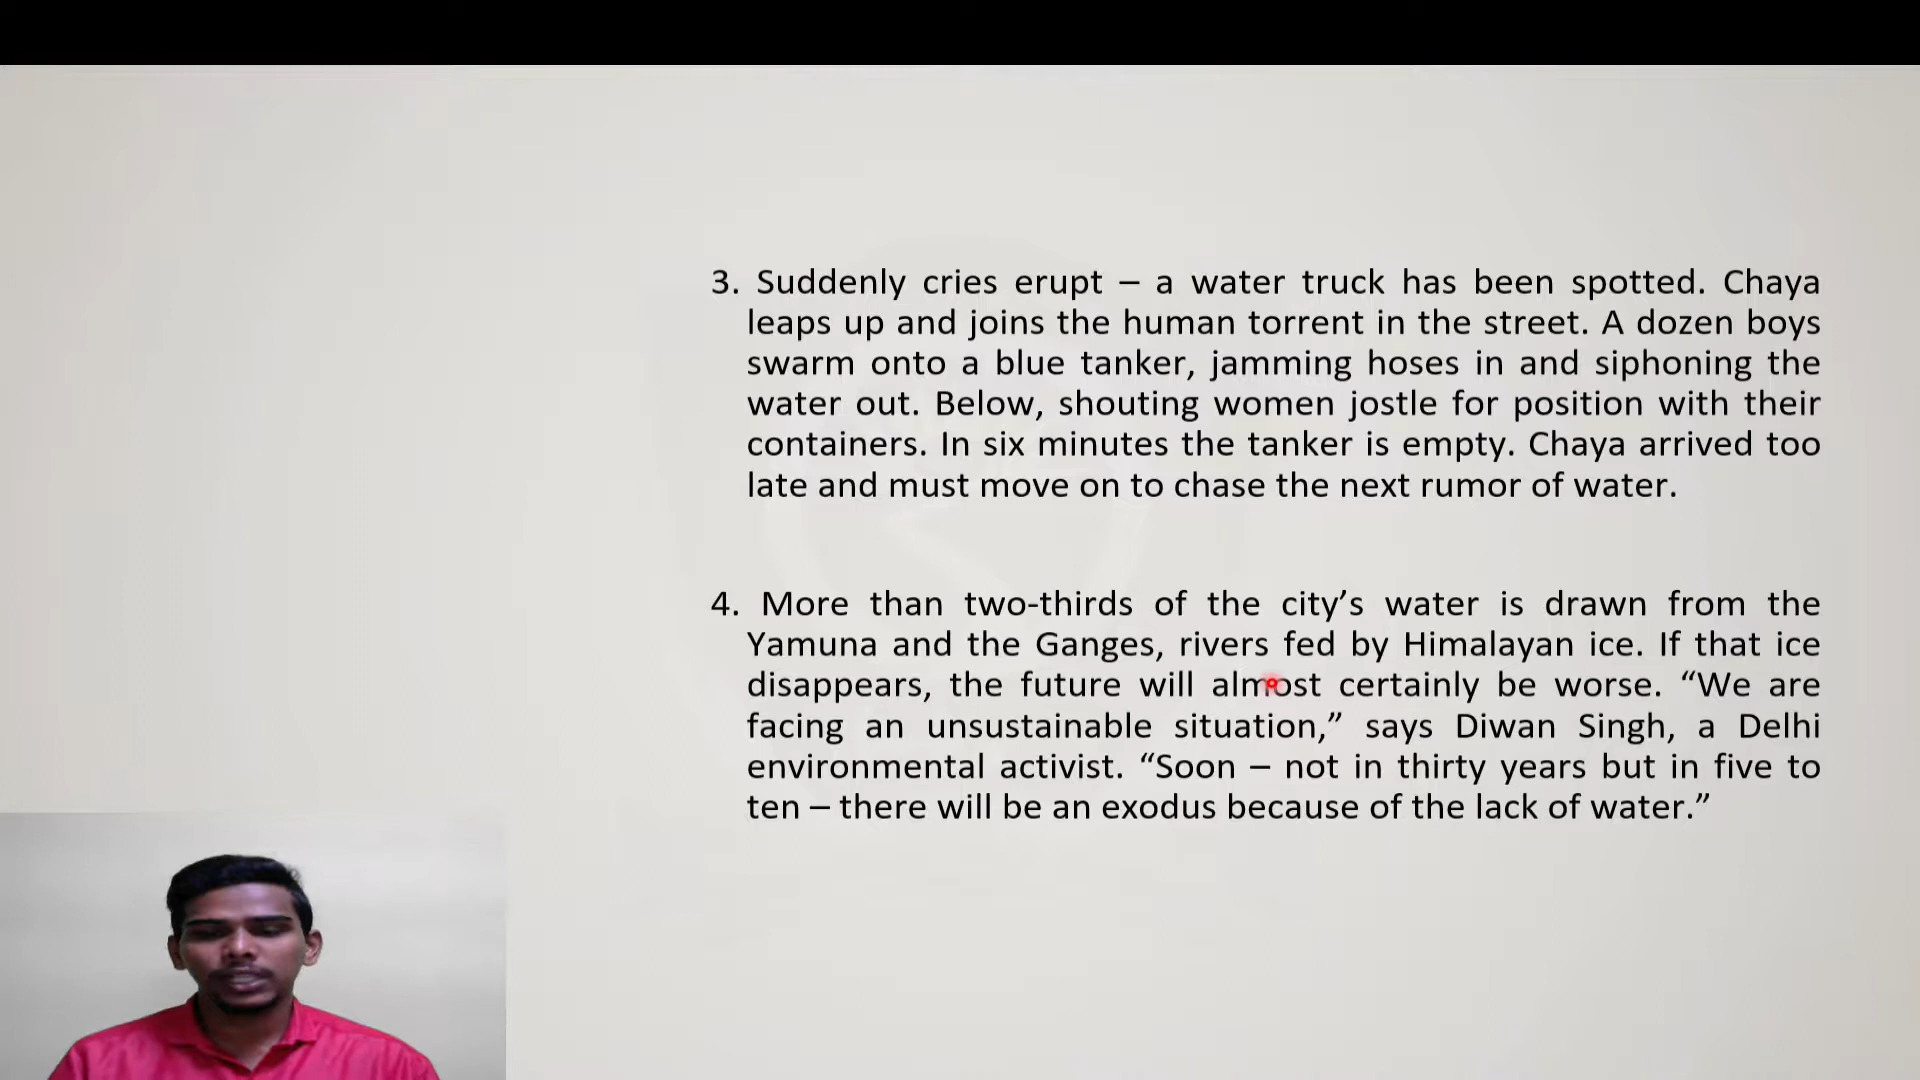 3. Suddenly cries erupt – a water truck has been spotted. Chaya
leaps up and joins the human torrent in the street. A dozen boys
swarm onto a blue tanker, jamming hoses in and siphoning the
water out. Below, shouting women jostle for position with their
containers. In six minutes the tanker is empty. Chaya arrived too
late and must move on to chase the next rumor of water.
4. More than two-thirds of the city’s water is drawn from the
Yamuna and the Ganges, rivers fed by Himalayan ice. If that ice
disappears, the future will almost certainly be worse. “We are
facing an unsustainable situation,” says Diwan Singh, a Delhi
environmental activist. “Soon – not in thirty years but in five to
ten – there will be an exodus because of the lack of water.”